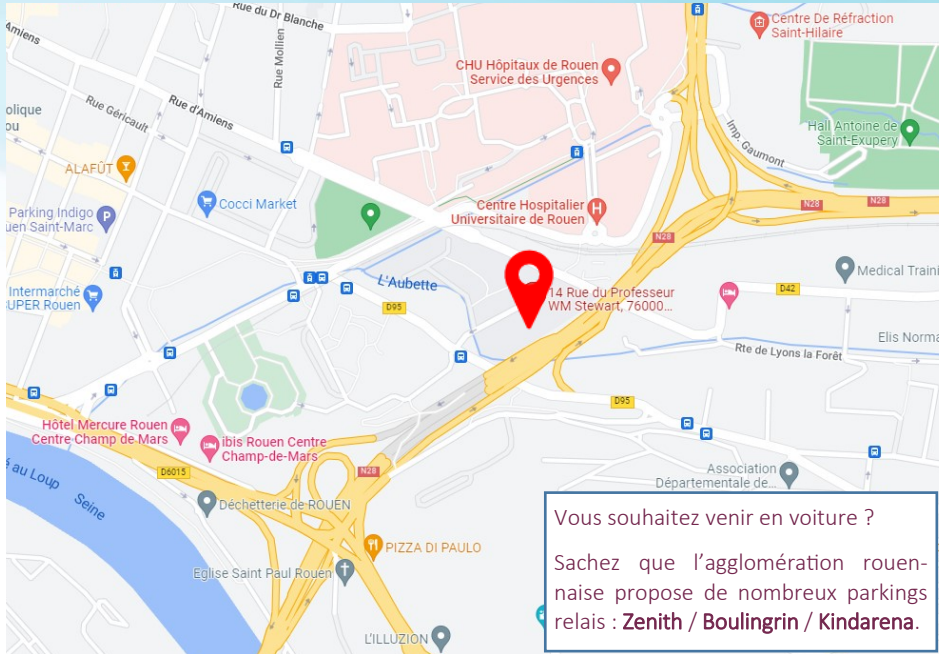 Rue du Dr Blanche
Centre De Réfraction
Saint-Hilaire
Amiens
Rue Mollien
CHU Hôpitaux de Rouen
Service des Urgences
Rue Géricault
Rue d'Amiens
olique
ou
Imp. Gaumont
Hall Antoine de
Saint-Exupery
ALAFÛT
Cocci Market
Parking Indigo
uen Saint-Marc
P
Centre Hospitalier
Universitaire de Rouen
H
N28
N28
N28
L'Aubette
Intermarché
SUPER Rouen
D95
14 Rue du Professeur
WM Stewart, 76000...
D42
Medical Traini
Elis Norma
Rte de Lyons la Forêt
D95
Hôtel Mercure Rouen
Centre Champ de Mars
ibis Rouen Centre
Champ-de-Mars
D6015
N28
é au Loup
Seine
Déchetterie de ROUEN
Association
Départementale de...
PIZZA DI PAULO
Eglise Saint Paul Rouen
L'ILLUZION
Vous souhaitez venir en voiture ?
Sachez que l'agglomération rouen-
naise propose de nombreux parkings
relais : Zenith / Boulingrin / Kindarena.